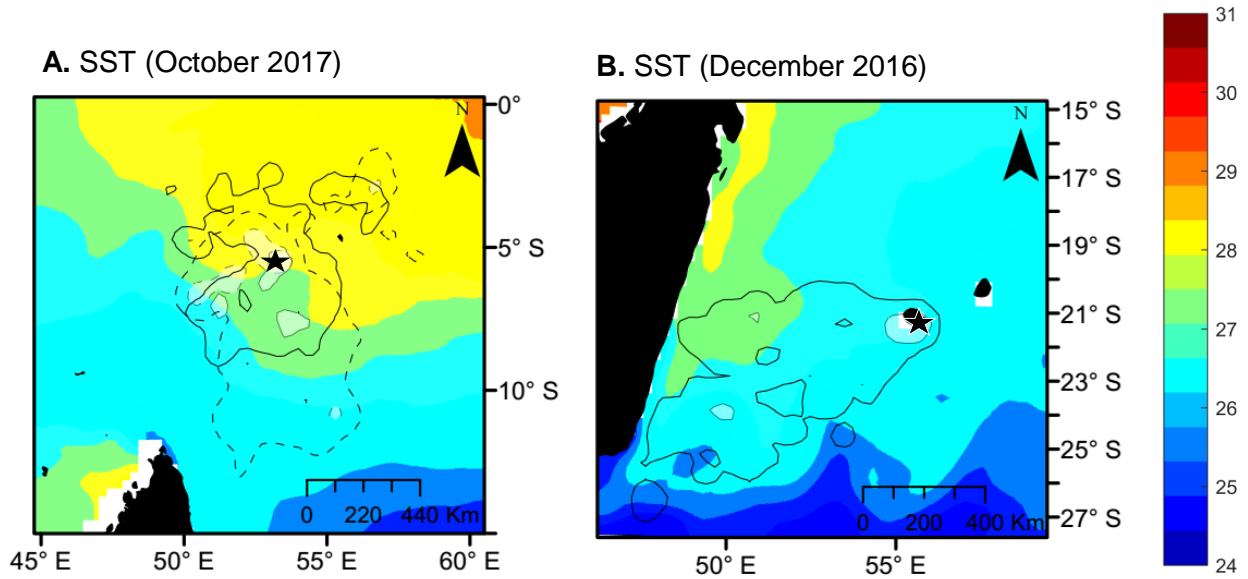 A. SST (October 2017)
B. SST (December 2016)
N
0°
5° S
10° S
0 220 440 Km
45° E 50° E 55° E 60° E
N
15° S
17° S
19° S
21° S
23° S
25° S
27° S
0 200 400 Km
50° E 55° E
31
30
29
28
27
26
25
24